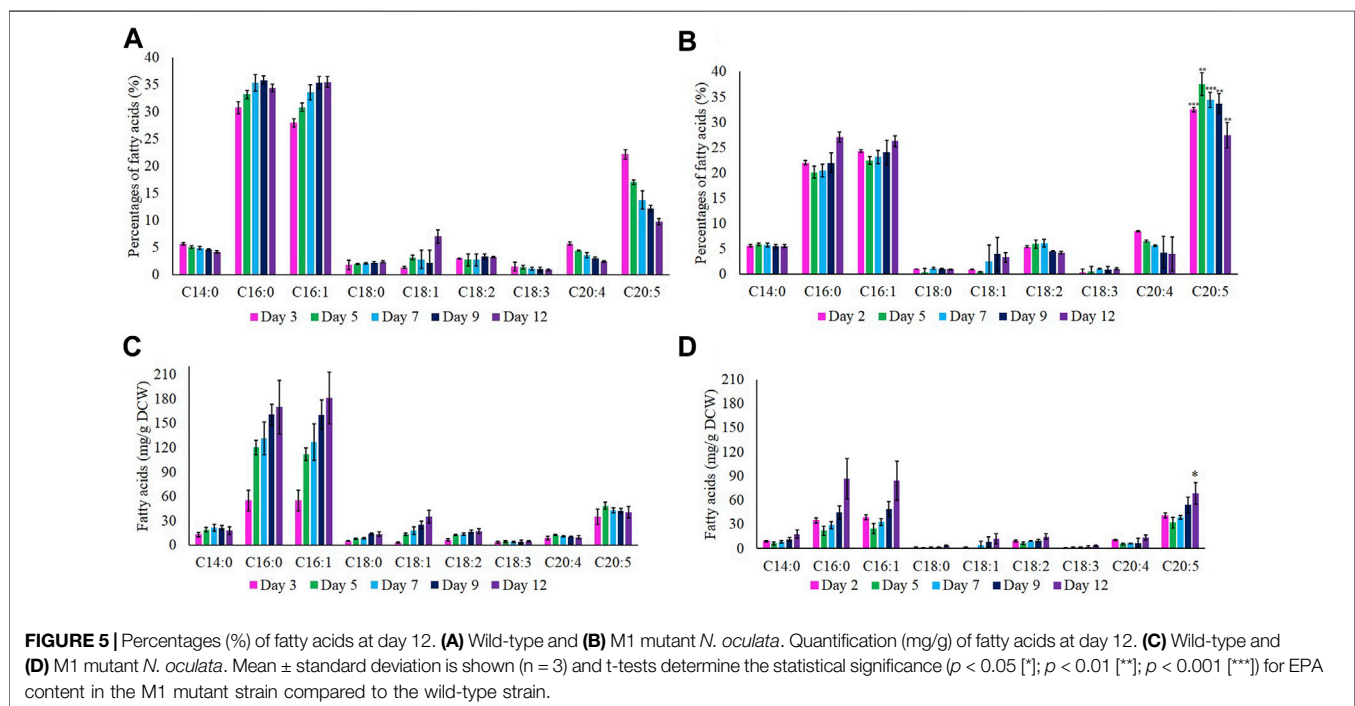 A
Percentages of fatty acids (%)
40
35
30
25
20
15
10
5
0
C14:0 C16:0 C16:1 C18:0 C18:1 C18:2 C18:3 C20:4 C20:5
Day 3 Day 5 Day 7 Day 9 Day 12
B
Percentages of fatty acids (%)
40
35
30
25
20
15
10
5
0
*** ** *** ** **
C14:0 C16:0 C16:1 C18:0 C18:1 C18:2 C18:3 C20:4 C20:5
Day 2 Day 5 Day 7 Day 9 Day 12
C
Fatty acids (mg/g DCW)
210
180
150
120
90
60
30
0
C14:0 C16:0 C16:1 C18:0 C18:1 C18:2 C18:3 C20:4 C20:5
Day 3 Day 5 Day 7 Day 9 Day 12
D
Fatty acids (mg/g DCW)
210
180
150
120
90
60
30
0
*
C14:0 C16:0 C16:1 C18:0 C18:1 C18:2 C18:3 C20:4 C20:5
Day 2 Day 5 Day 7 Day 9 Day 12
FIGURE 5 | Percentages (%) of fatty acids at day 12. (A) Wild-type and (B) M1 mutant N. oculata. Quantification (mg/g) of fatty acids at day 12. (C) Wild-type and
(D) M1 mutant N. oculata. Mean ± standard deviation is shown (n = 3) and t-tests determine the statistical significance (p < 0.05 [*]; p < 0.01 [**]; p < 0.001 [***]) for EPA
content in the M1 mutant strain compared to the wild-type strain.